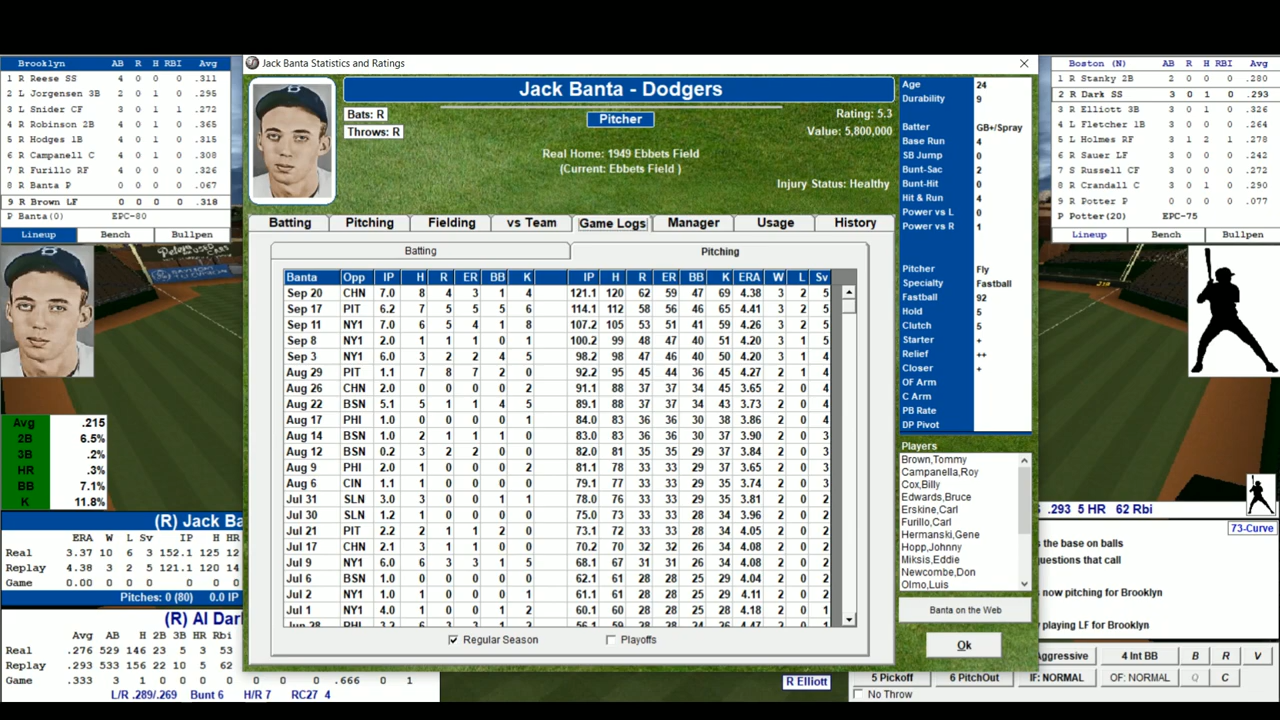 Jack Banta Statistics and Ratings
Brooklyn AB R H RBI Avg
1 R Reese SS 4 0 0 0 .311
2 L Jorgensen 3B 2 0 1 0 .295
3 L Snider CF 3 0 1 1 .272
4 R Robinson 2B 4 0 1 0 .365
5 R Hodges 1B 4 0 1 0 .315
6 R Campanell C 4 0 0 0 .308
7 R Furillo RF 4 1 1 0 .326
8 R Banta P 0 0 0 0 .067
9 R Brown LF 0 0 0 0 .318
P Banta(0) EPC-80
Lineup Bench Bullpen
Jack Banta - Dodgers
Bats: R
Throws: R
Pitcher
Rating: 5.3
Value: 5,800,000
Real Home: 1949 Ebbets Field
(Current: Ebbets Field )
Injury Status: Healthy
Batting Pitching Fielding vs Team Game Logs Manager Usage History
Batting Pitching
Banta Opp IP H R ER BB K IP H R ER BB K ERA W L Sv
Sep 20 CHN 7.0 8 4 3 1 4 121.1 120 62 59 47 69 4.38 3 2 5
Sep 17 PIT 6.2 7 5 5 5 6 114.1 112 58 56 46 65 4.41 3 2 5
Sep 11 NY1 7.0 6 5 4 1 8 107.2 105 53 51 41 59 4.26 3 2 5
Sep 8 NY1 2.0 1 1 1 0 1 100.2 99 48 47 40 51 4.20 3 1 5
Sep 3 NY1 6.0 3 2 2 4 5 98.2 98 47 46 40 50 4.20 3 1 4
Aug 29 PIT 1.1 7 8 7 2 0 92.2 95 45 44 36 45 4.27 2 1 4
Aug 26 CHN 2.0 0 0 0 0 2 91.1 88 37 37 34 45 3.65 2 0 4
Aug 22 BSN 5.1 5 1 1 4 5 89.1 88 37 37 34 43 3.73 2 0 4
Aug 17 PHI 1.0 0 0 0 0 1 84.0 83 36 36 30 38 3.86 2 0 4
Aug 14 BSN 1.0 2 1 1 1 0 83.0 83 36 36 30 37 3.90 2 0 3
Aug 12 BSN 0.2 3 2 2 0 0 82.0 81 35 35 29 37 3.84 2 0 3
Aug 9 PHI 2.0 1 0 0 0 2 81.1 78 33 33 29 37 3.65 2 0 3
Aug 6 CIN 1.1 1 0 0 0 0 79.1 77 33 33 29 35 3.74 2 0 3
Jul 31 SLN 3.0 3 0 0 0 1 78.0 76 33 33 29 35 3.81 2 0 2
Jul 30 SLN 1.2 1 0 0 0 0 75.0 73 33 33 28 34 3.96 2 0 2
Jul 21 PIT 2.2 2 1 1 2 0 73.1 72 33 33 28 34 4.05 2 0 2
Jul 17 CHN 2.1 3 1 1 0 0 70.2 70 32 32 26 34 4.08 2 0 2
Jul 9 NY1 6.0 6 3 3 1 5 68.1 67 31 31 26 34 4.08 2 0 2
Jul 6 BSN 1.0 0 0 0 0 0 62.1 61 28 28 25 29 4.04 2 0 2
Jul 2 NY1 1.0 1 0 0 0 1 61.1 61 28 28 25 29 4.11 2 0 2
Jul 1 NY1 4.0 1 0 0 1 2 60.1 60 28 28 25 28 4.18 2 0 1
Regular Season Playoffs
Age 24
Durability 9
Batter GB+/Spray
Base Run 4
SB Jump 0
Bunt-Sac 2
Bunt-Hit 0
Hit & Run 4
Power vs L 0
Power vs R 1
Pitcher Fly
Specialty Fastball
Fastball 92
Hold 5
Clutch 5
Starter +
Relief ++
Closer +
OF Arm
C Arm
PB Rate
DP Pivot
Players
Brown,Tommy
Campanella,Roy
Cox,Billy
Edwards,Bruce
Erskine,Carl
Furillo,Carl
Hermanski,Gene
Hopp,Johnny
Miksis,Eddie
Newcombe,Don
Olmo,Luis
Banta on the Web
Ok
Boston (N) AB R H RBI Avg
1 R Stanky 2B 2 0 0 0 .280
2 R Dark SS 3 0 1 0 .293
3 R Elliott 3B 3 0 0 0 .326
4 L Fletcher 1B 3 0 0 0 .264
5 L Holmes RF 3 1 2 1 .278
6 R Sauer LF 3 0 0 0 .242
7 S Russell CF 3 0 0 0 .272
8 R Crandall C 3 0 0 0 .290
9 R Potter P 3 0 0 0 .077
P Potter(20) EPC-75
Lineup Bench Bullpen
Avg .215
2B 6.5%
3B .2%
HR .3%
BB 7.1%
K 11.8%
(R) Jack Ba
ERA W L Sv IP H HR
Real 3.37 10 6 3 152.1 125 12
Replay 4.38 3 2 5 121.1 120 14
Game 0.00 0 0 0 0 0 0
Pitches: 0 (80) 0.0 IP
(R) Al Dar
Avg AB H 2B 3B HR Rbi
Real .276 529 146 23 5 3 53
Replay .293 533 156 22 10 5 62
Game .333 3 1 0 0 0 0 0 0 0 .666 0 1
L/R .289/.269 Bunt 6 H/R 7 RC27 4
R Elliott
.293 5 HR 62 Rbi
73-Curve
s the base on balls
questions that call
now pitching for Brooklyn
playing LF for Brooklyn
Aggressive 4 Int BB B R V
5 Pickoff 6 PitchOut IF: NORMAL OF: NORMAL Q C
No Throw